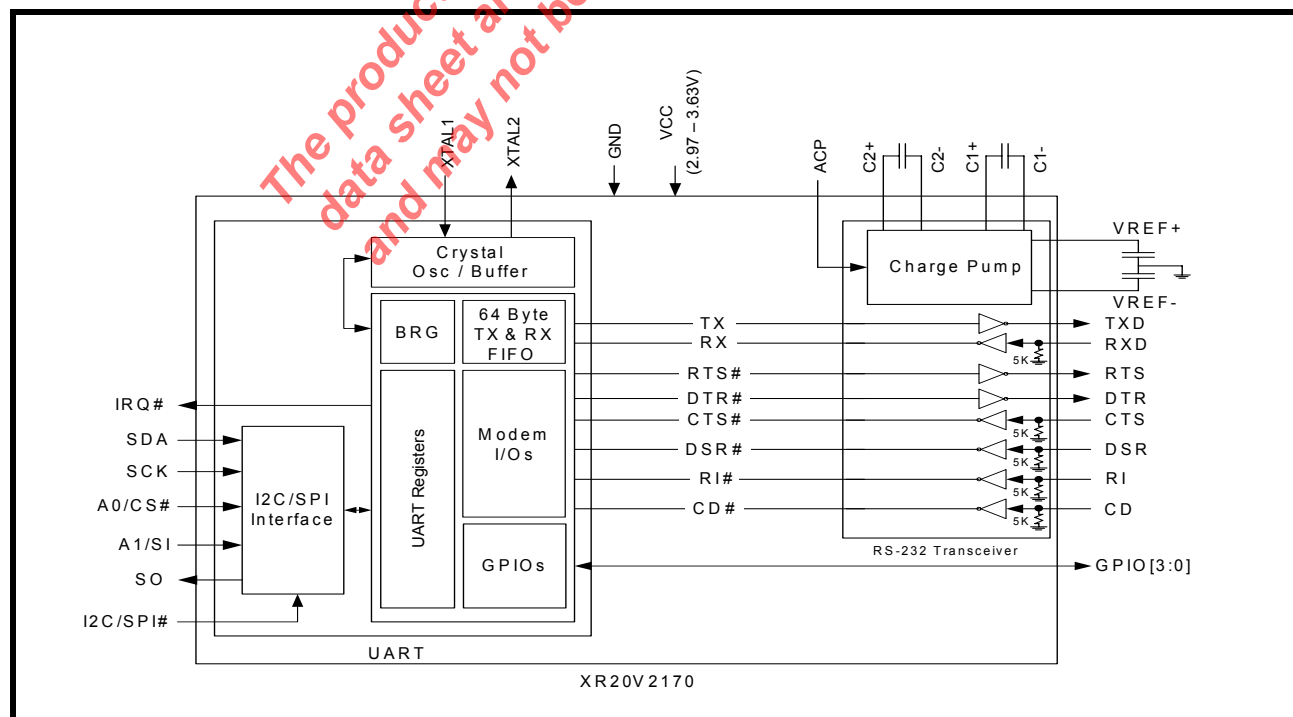 The produc
data sheet a
and may not be
XTAL1
XTAL2
GND
VCC
(2.97 – 3.63V)
ACP
C2+
C2-
C1+
C1-
Crystal
Osc / Buffer
Charge Pump
VREF+
VREF-
BRG
64 Byte
TX & RX
FIFO
TX
TXD
RX
5K
RXD
RTS#
RTS
DTR#
DTR
IRQ#
CTS#
5K
CTS
SDA
Modem
I/Os
DSR#
5K
DSR
SCK
UART Registers
RI#
5K
RI
I2C/SPI
Interface
A0/CS#
CD#
5K
CD
A1/SI
RS-232 Transceiver
SO
GPIOs
GPIO[3:0]
I2C/SPI#
UART
XR20V2170